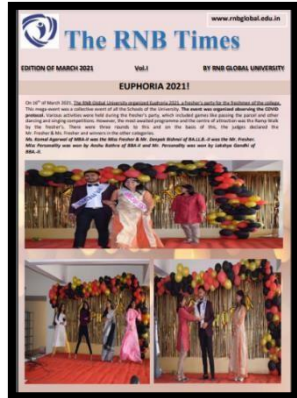 www.rnbglobal.edu.in
The RNB Times
EDITION OF MARCH 2021 Vol.I BY RNB GLOBAL UNIVERSITY
EUPHORIA 2021!
On 16th of March 2021, The RNB Global University organized Euphoria 2021, a fresher's party for the freshmen of the college.
This mega event was a collective event of all the Schools of the University. The event was organized observing the COVID
protocol. Various activities were held during the fresher's party, which included games like passing the parcel and other
dancing and singing competitions. However, the most awaited programme and the centre of attraction was the Ramp Walk
by the fresher's. There were three rounds to this and on the basis of this, the judges declared the
Mr. Fresher & Ms. Fresher and winners in the other categories.
Ms. Komal Agarwal of MBA-II was the Miss Fresher & Mr. Deepak Bishnoi of BA.LL.B.-II was the Mr. Fresher.
Miss Personality was won by Anshu Rathra of BBA-II and Mr. Personality was won by Lakshya Gandhi of
BBA-II.